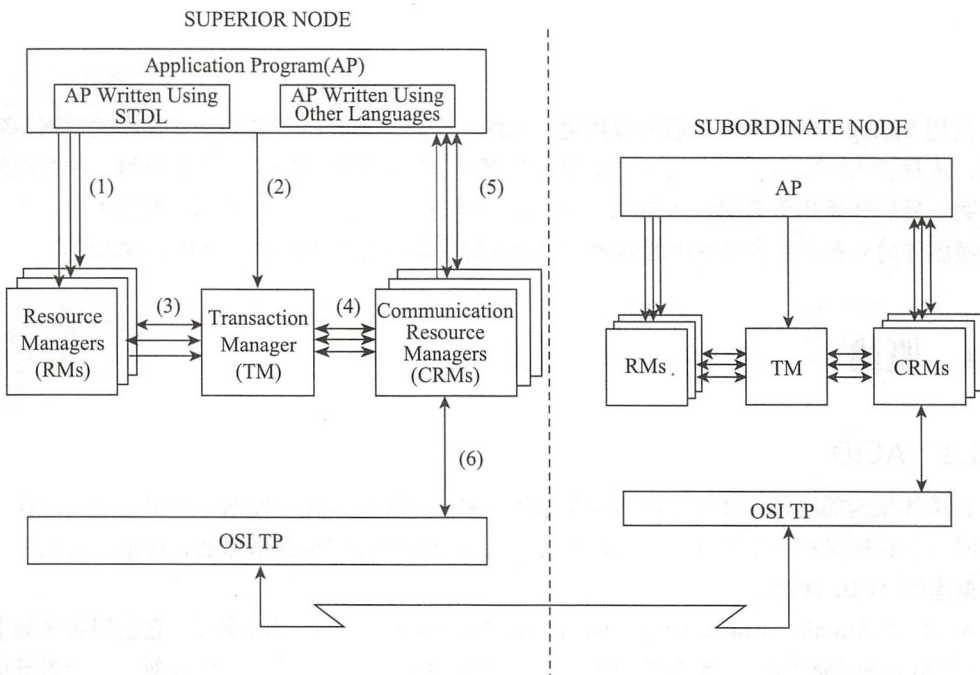 SUPERIOR NODE
Application Program(AP)
AP Written Using
STDL
AP Written Using
Other Languages
(1)
(2)
(5)
Resource
Managers
(RMs)
(3)
Transaction
Manager
(TM)
(4)
Communication
Resource
Managers
(CRMs)
(6)
OSI TP
SUBORDINATE NODE
AP
RMs
TM
CRMs
OSI TP